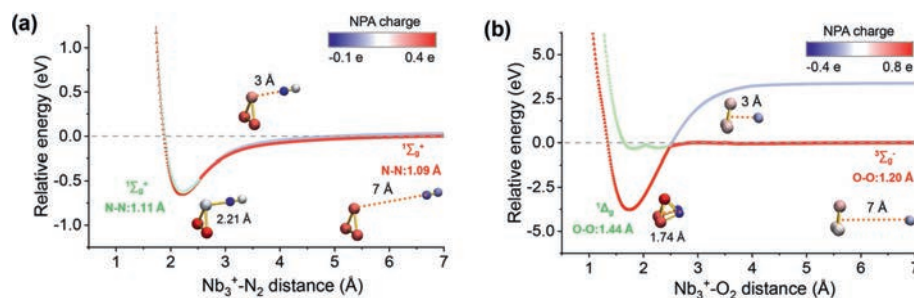 (a)
NPA charge
-0.1 e 0.4 e
Relative energy (eV)
1.0
0.5
0.0
-0.5
-1.0
3 Å
¹Σg⁺
N-N:1.11 Å
2.21 Å
7 Å
¹Σg⁺
N-N:1.09 Å
1 2 3 4 5 6 7
Nb₃⁺-N₂ distance (Å)
(b)
NPA charge
-0.4 e 0.8 e
Relative energy (eV)
5.0
2.5
0.0
-2.5
-5.0
3 Å
³Σg⁻
O-O:1.20 Å
¹Δg
O-O:1.44 Å
1.74 Å
7 Å
1 2 3 4 5 6 7
Nb₃⁺-O₂ distance (Å)